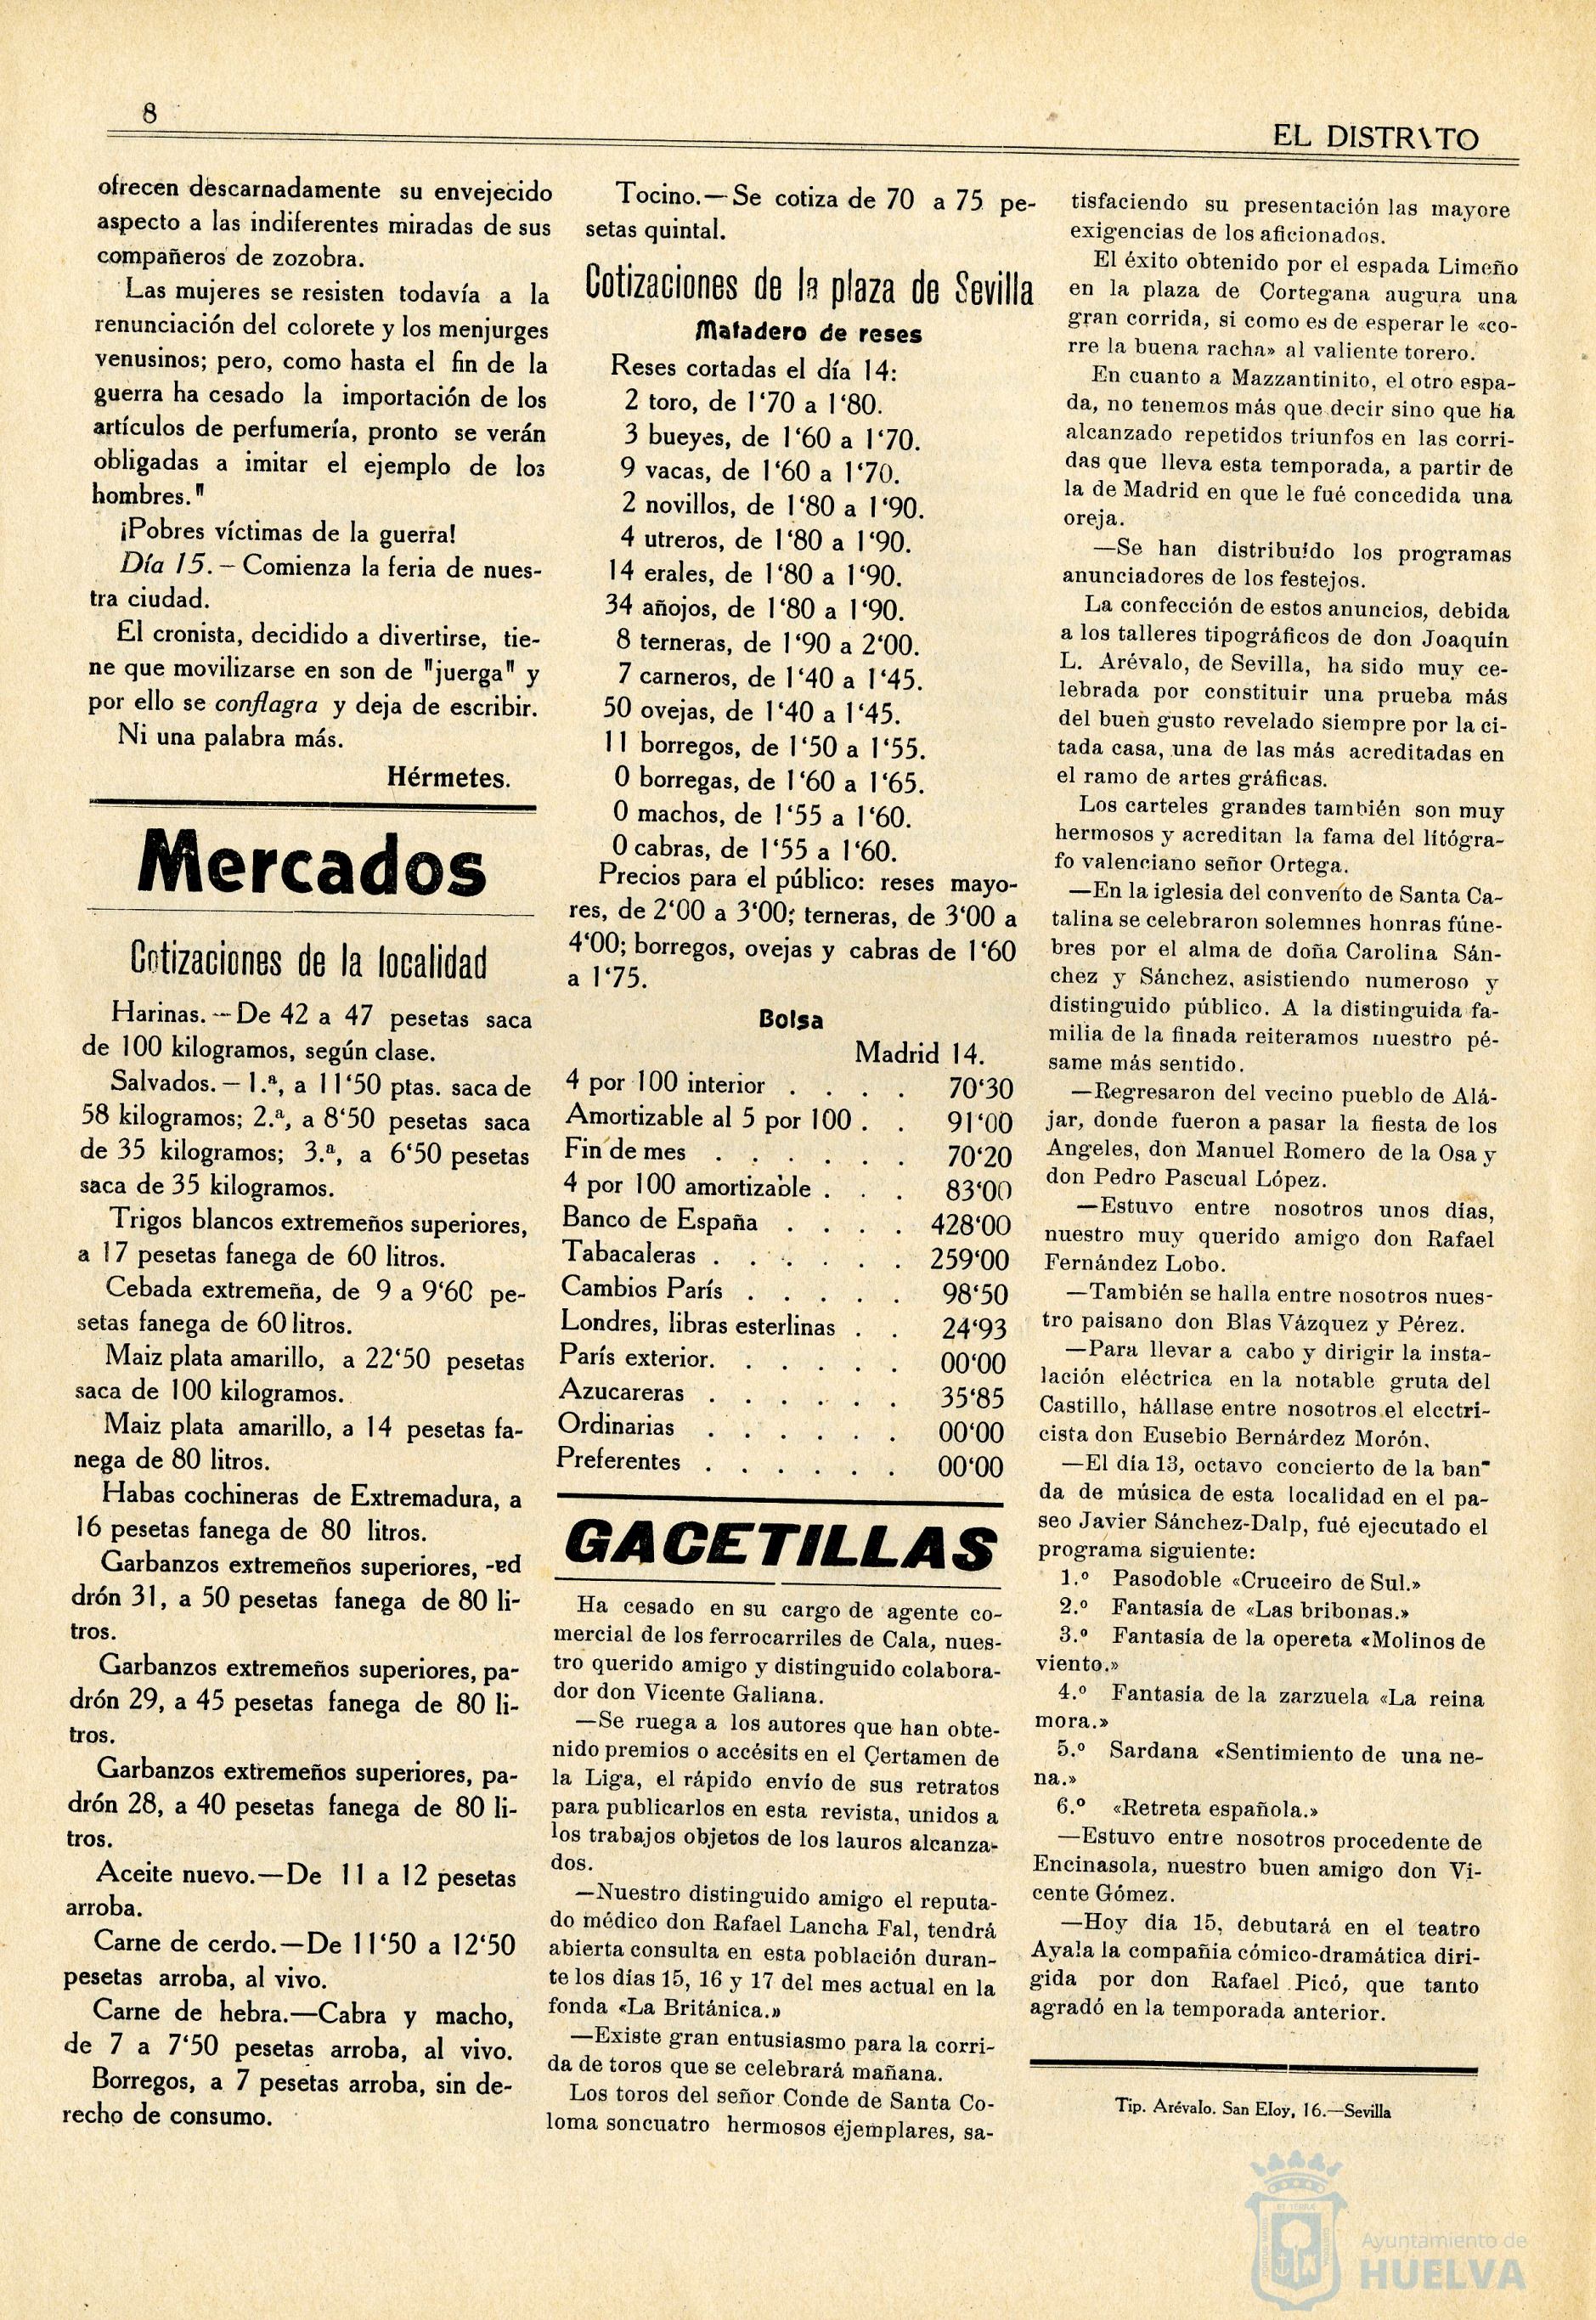 8
EL DISTRITO
ofrecen descarnadamente su envejecido
aspecto a las indiferentes miradas de sus
compañeros de zozobra.
Las mujeres se resisten todavía a la
renunciación del colorete y los menjurges
venusinos; pero, como hasta el fin de la
guerra ha cesado la importación de los
artículos de perfumería, pronto se verán
obligadas a imitar el ejemplo de los
hombres."
¡Pobres víctimas de la guerra!
Día 15.—Comienza la feria de nues-
tra ciudad.
El cronista, decidido a divertirse, tie-
ne que movilizarse en son de "juerga" y
por ello se conflagra y deja de escribir.
Ni una palabra más.
Hérmetes.
Mercados
Cotizaciones de la localidad
Harinas.—De 42 a 47 pesetas saca
de 100 kilogramos, según clase.
Salvados.—1.ª, a 11‘50 ptas. saca de
58 kilogramos; 2.ª, a 8‘50 pesetas saca
de 35 kilogramos; 3.ª, a 6‘50 pesetas
saca de 35 kilogramos.
Trigos blancos extremeños superiores,
a 17 pesetas fanega de 60 litros.
Cebada extremeña, de 9 a 9‘60 pe-
setas fanega de 60 litros.
Maiz plata amarillo, a 22‘50 pesetas
saca de 100 kilogramos.
Maiz plata amarillo, a 14 pesetas fa-
nega de 80 litros.
Habas cochineras de Extremadura, a
16 pesetas fanega de 80 litros.
Garbanzos extremeños superiores, -ɐd
drón 31, a 50 pesetas fanega de 80 li-
tros.
Garbanzos extremeños superiores, pa-
drón 29, a 45 pesetas fanega de 80 li-
tros.
Garbanzos extremeños superiores, pa-
drón 28, a 40 pesetas fanega de 80 li-
tros.
Aceite nuevo.—De 11 a 12 pesetas
arroba.
Carne de cerdo.—De 11‘50 a 12‘50
pesetas arroba, al vivo.
Carne de hebra.—Cabra y macho,
de 7 a 7‘50 pesetas arroba, al vivo.
Borregos, a 7 pesetas arroba, sin de-
recho de consumo.
Tocino.—Se cotiza de 70 a 75 pe-
setas quintal.
Cotizaciones de la plaza de Sevilla
Matadero de reses
Reses cortadas el día 14:
2 toro, de 1‘70 a 1‘80.
3 bueyes, de 1‘60 a 1‘70.
9 vacas, de 1‘60 a 1‘70.
2 novillos, de 1‘80 a 1‘90.
4 utreros, de 1‘80 a 1‘90.
14 erales, de 1‘80 a 1‘90.
34 añojos, de 1‘80 a 1‘90.
8 terneras, de 1‘90 a 2‘00.
7 carneros, de 1‘40 a 1‘45.
50 ovejas, de 1‘40 a 1‘45.
11 borregos, de 1‘50 a 1‘55.
0 borregas, de 1‘60 a 1‘65.
0 machos, de 1‘55 a 1‘60.
0 cabras, de 1‘55 a 1‘60.
Precios para el público: reses mayo-
res, de 2‘00 a 3‘00; terneras, de 3‘00 a
4‘00; borregos, ovejas y cabras de 1‘60
a 1‘75.
Bolsa
Madrid 14.
4 por 100 interior . . . . 70‘30
Amortizable al 5 por 100 . . 91‘00
Fin de mes . . . . . . 70‘20
4 por 100 amortizable . . . 83‘00
Banco de España . . . . 428‘00
Tabacaleras . . . . . . 259‘00
Cambios París . . . . . 98‘50
Londres, libras esterlinas . . 24‘93
París exterior. . . . . . 00‘00
Azucareras . . . . . . 35‘85
Ordinarias . . . . . . 00‘00
Preferentes . . . . . . 00‘00
GACETILLAS
Ha cesado en su cargo de agente co-
mercial de los ferrocarriles de Cala, nues-
tro querido amigo y distinguido colabora-
dor don Vicente Galiana.
—Se ruega a los autores que han obte-
nido premios o accésits en el Certamen de
la Liga, el rápido envío de sus retratos
para publicarlos en esta revista, unidos a
los trabajos objetos de los lauros alcanza-
dos.
—Nuestro distinguido amigo el reputa-
do médico don Rafael Lancha Fal, tendrá
abierta consulta en esta población duran-
te los días 15, 16 y 17 del mes actual en la
fonda «La Británica.»
—Existe gran entusiasmo para la corri-
da de toros que se celebrará mañana.
Los toros del señor Conde de Santa Co-
loma soncuatro hermosos ejemplares, sa-
tisfaciendo su presentación las mayore
exigencias de los aficionados.
El éxito obtenido por el espada Limeño
en la plaza de Cortegana augura una
gran corrida, si como es de esperar le «co-
rre la buena racha» al valiente torero.
En cuanto a Mazzantinito, el otro espa-
da, no tenemos más que decir sino que ha
alcanzado repetidos triunfos en las corri-
das que lleva esta temporada, a partir de
la de Madrid en que le fué concedida una
oreja.
—Se han distribuído los programas
anunciadores de los festejos.
La confección de estos anuncios, debida
a los talleres tipográficos de don Joaquín
L. Arévalo, de Sevilla, ha sido muy ce-
lebrada por constituir una prueba más
del buen gusto revelado siempre por la ci-
tada casa, una de las más acreditadas en
el ramo de artes gráficas.
Los carteles grandes también son muy
hermosos y acreditan la fama del litógra-
fo valenciano señor Ortega.
—En la iglesia del convento de Santa Ca-
talina se celebraron solemnes honras fúne-
bres por el alma de doña Carolina Sán-
chez y Sánchez, asistiendo numeroso y
distinguido público. A la distinguida fa-
milia de la finada reiteramos nuestro pé-
same más sentido.
—Regresaron del vecino pueblo de Alá-
jar, donde fueron a pasar la fiesta de los
Angeles, don Manuel Romero de la Osa y
don Pedro Pascual López.
—Estuvo entre nosotros unos días,
nuestro muy querido amigo don Rafael
Fernández Lobo.
—También se halla entre nosotros nues-
tro paisano don Blas Vázquez y Pérez.
—Para llevar a cabo y dirigir la insta-
lación eléctrica en la notable gruta del
Castillo, hállase entre nosotros el electri-
cista don Eusebio Bernárdez Morón.
—El día 13, octavo concierto de la ban-
da de música de esta localidad en el pa-
seo Javier Sánchez-Dalp, fué ejecutado el
programa siguiente:
1.º Pasodoble «Cruceiro de Sul.»
2.º Fantasía de «Las bribonas.»
3.º Fantasía de la opereta «Molinos de
viento.»
4.º Fantasía de la zarzuela «La reina
mora.»
5.º Sardana «Sentimiento de una ne-
na.»
6.º «Retreta española.»
—Estuvo entre nosotros procedente de
Encinasola, nuestro buen amigo don Vi-
cente Gómez.
—Hoy día 15, debutará en el teatro
Ayala la compañía cómico-dramática diri-
gida por don Rafael Picó, que tanto
agradó en la temporada anterior.
Tip. Arévalo. San Eloy, 16.—Sevilla
Ayuntamiento de
HUELVA